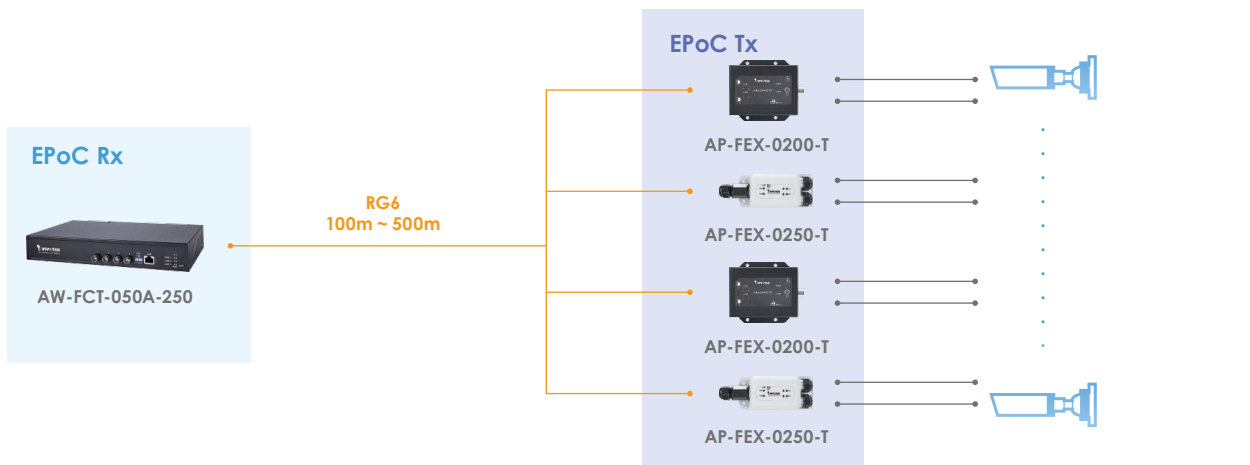 EPoC Tx
AP-FEX-0200-T
EPoC Rx
VIVOTEK
AW-FCT-050A-250
RG6
100m ~ 500m
AP-FEX-0250-T
AP-FEX-0200-T
AP-FEX-0250-T